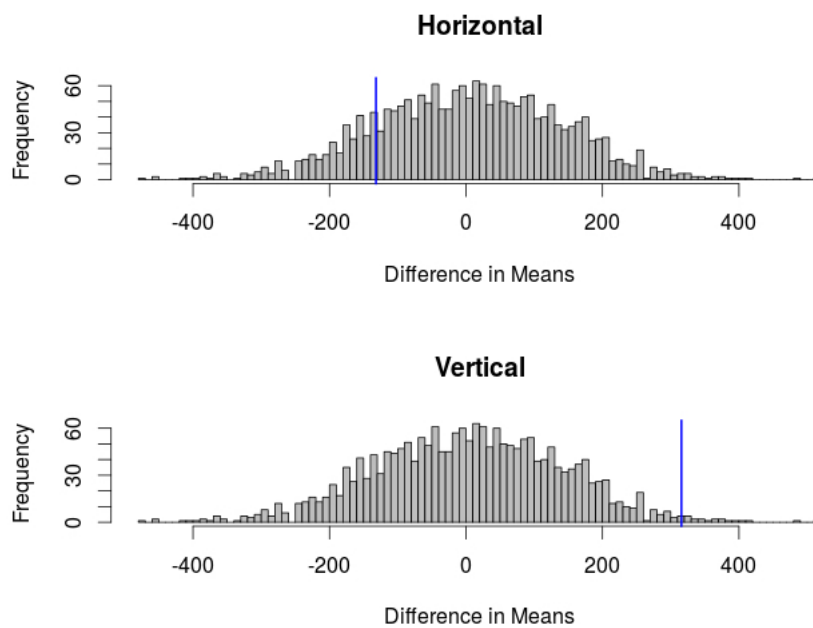 Horizontal
Frequency
60
30
0
-400 -200 0 200 400
Difference in Means
Vertical
Frequency
60
30
0
-400 -200 0 200 400
Difference in Means